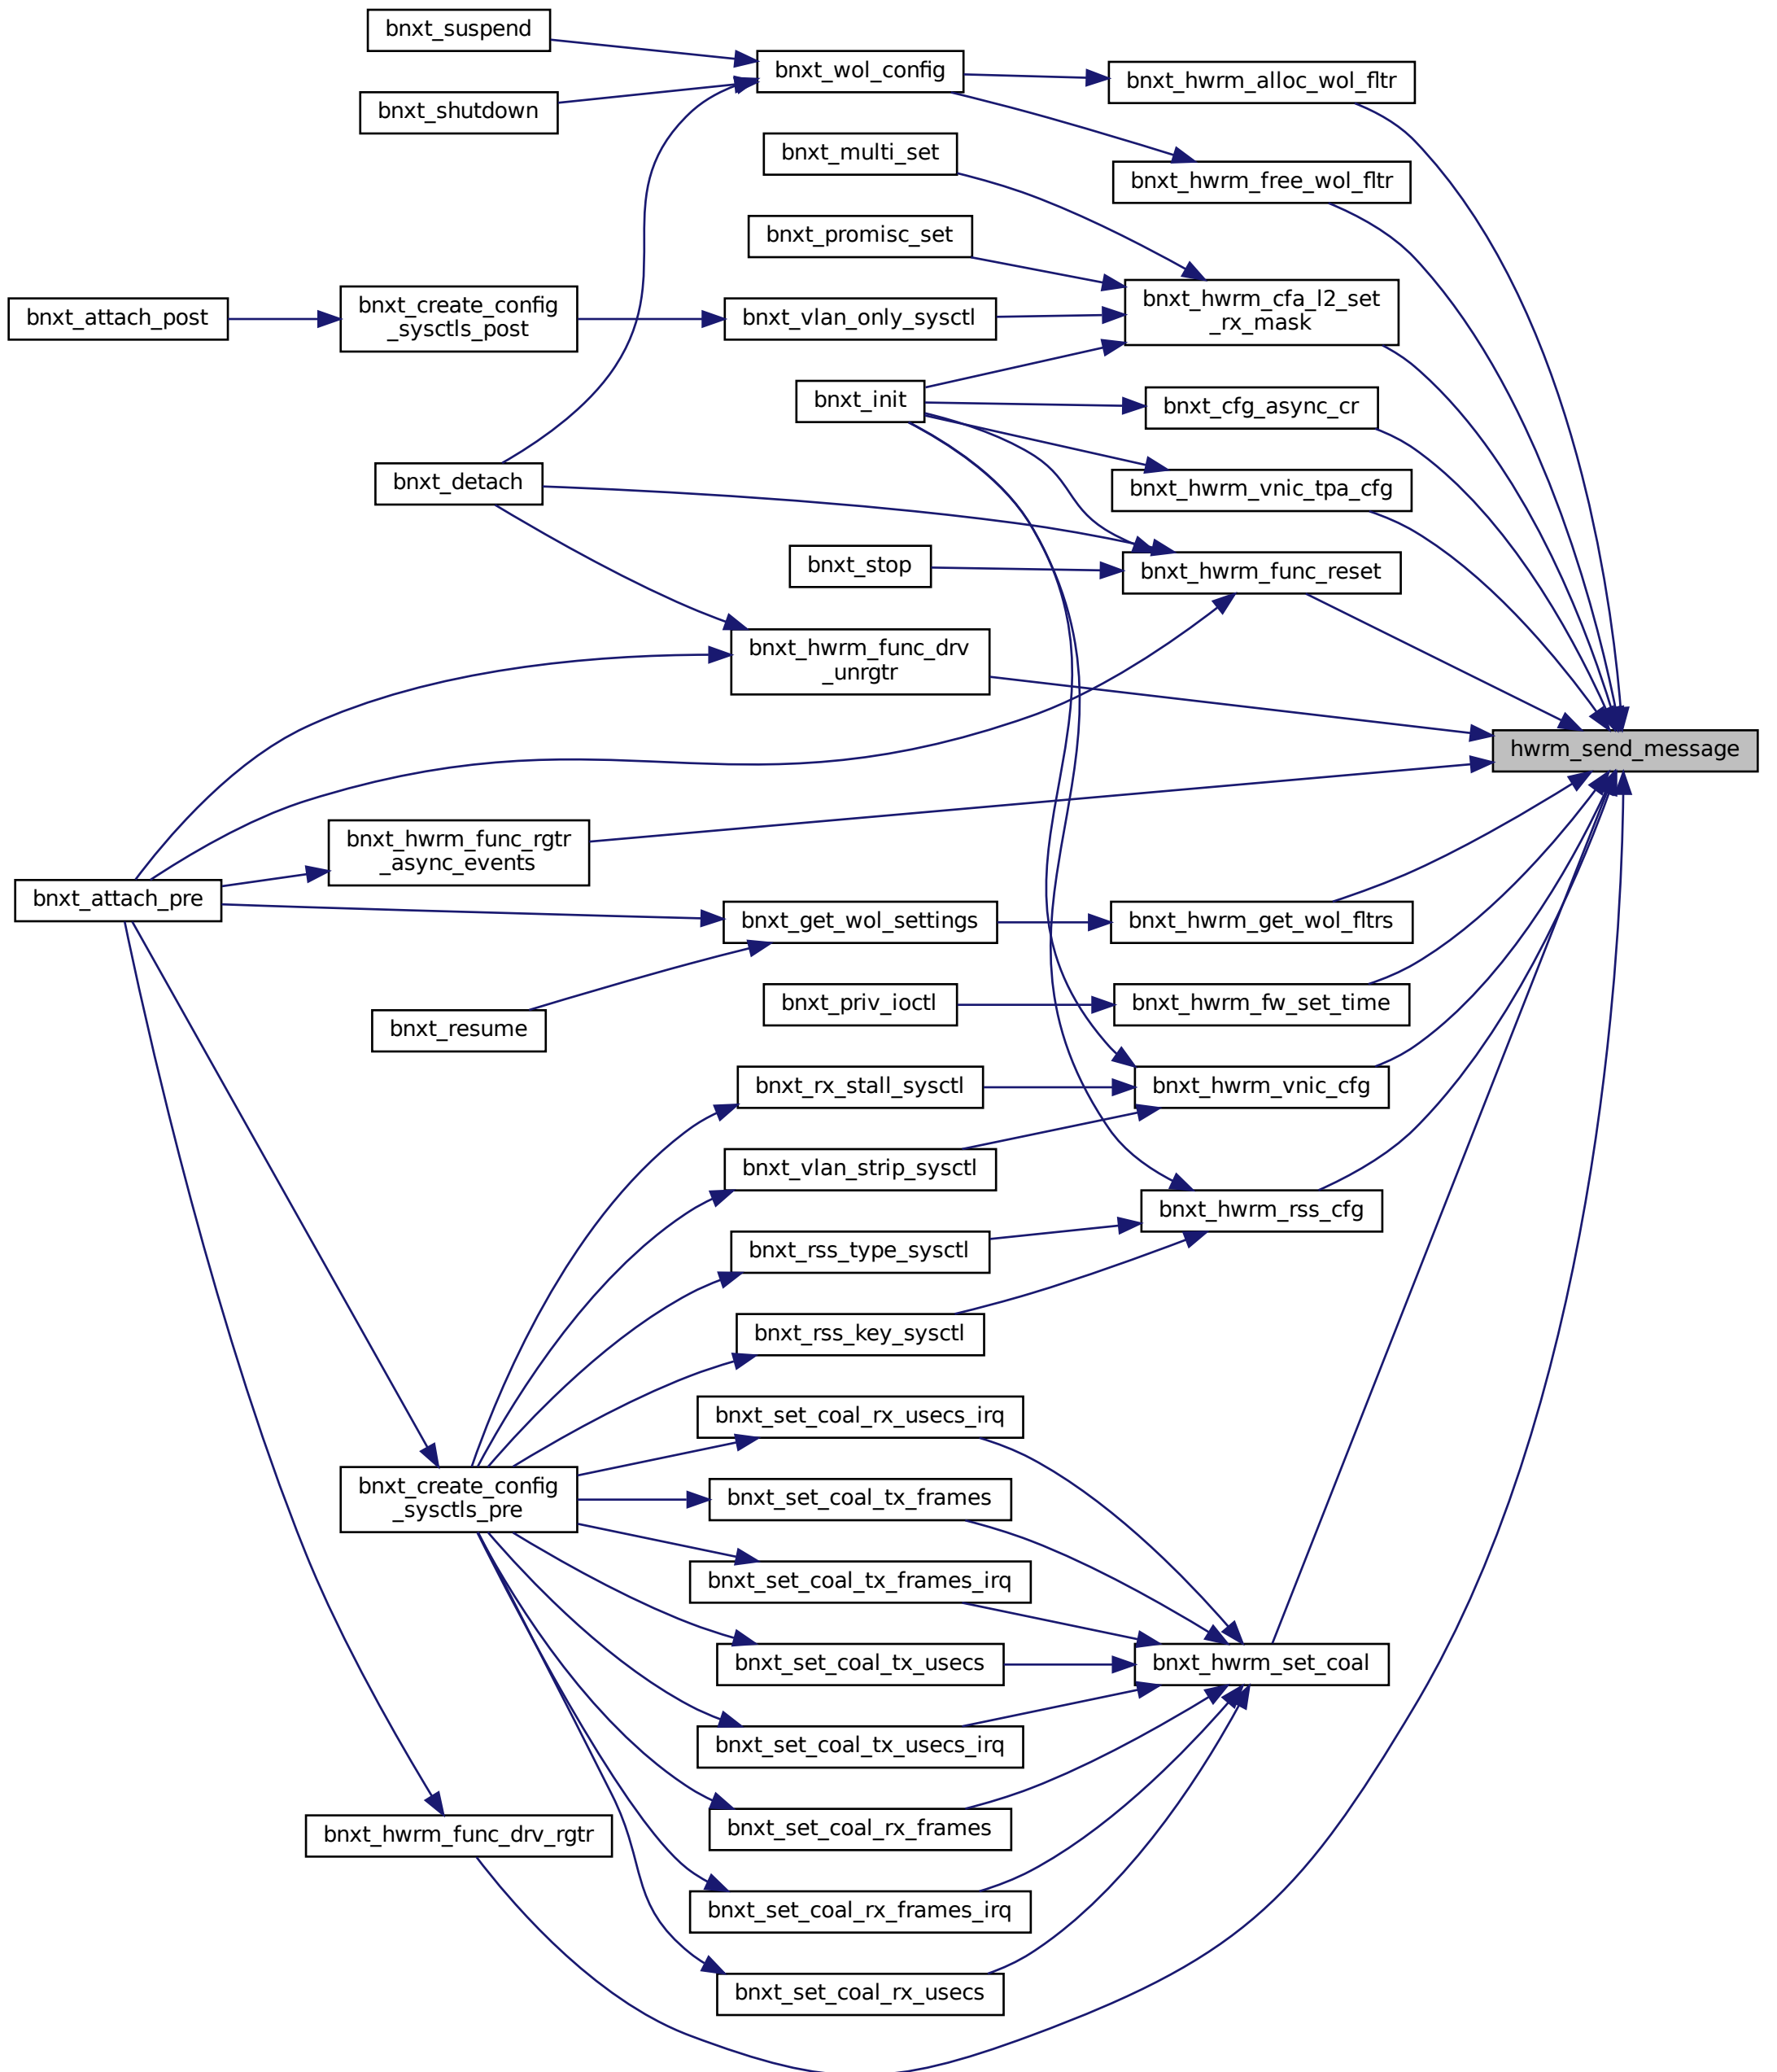 bnxt_suspend
bnxt_wol_config
bnxt_hwrm_alloc_wol_fltr
bnxt_shutdown
bnxt_multi_set
bnxt_hwrm_free_wol_fltr
bnxt_promisc_set
bnxt_attach_post
bnxt_create_config
_sysctls_post
bnxt_vlan_only_sysctl
bnxt_hwrm_cfa_l2_set
_rx_mask
bnxt_init
bnxt_cfg_async_cr
bnxt_detach
bnxt_hwrm_vnic_tpa_cfg
bnxt_stop
bnxt_hwrm_func_reset
bnxt_hwrm_func_drv
_unrgtr
hwrm_send_message
bnxt_hwrm_func_rgtr
_async_events
bnxt_attach_pre
bnxt_get_wol_settings
bnxt_hwrm_get_wol_fltrs
bnxt_resume
bnxt_priv_ioctl
bnxt_hwrm_fw_set_time
bnxt_rx_stall_sysctl
bnxt_hwrm_vnic_cfg
bnxt_vlan_strip_sysctl
bnxt_hwrm_rss_cfg
bnxt_rss_type_sysctl
bnxt_rss_key_sysctl
bnxt_set_coal_rx_usecs_irq
bnxt_create_config
_sysctls_pre
bnxt_set_coal_tx_frames
bnxt_set_coal_tx_frames_irq
bnxt_set_coal_tx_usecs
bnxt_hwrm_set_coal
bnxt_set_coal_tx_usecs_irq
bnxt_set_coal_rx_frames
bnxt_hwrm_func_drv_rgtr
bnxt_set_coal_rx_frames_irq
bnxt_set_coal_rx_usecs